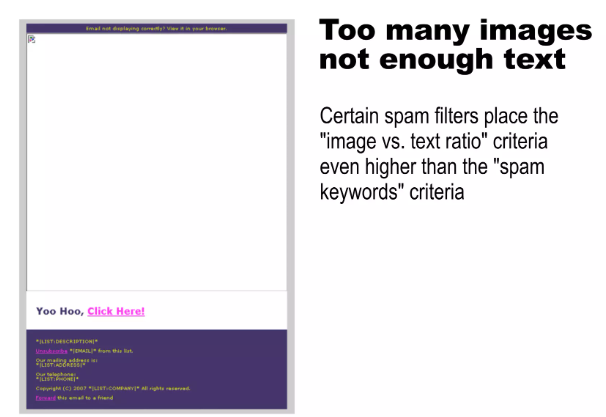 Email not displaying correctly? View it in your browser.
Too many images
not enough text
Certain spam filters place the
"image vs. text ratio" criteria
even higher than the "spam
keywords" criteria
Yoo Hoo, Click Here!
*|LIST:DESCRIPTION|*
Unsubscribe *|EMAIL|* from this list.
Our mailing address is:
*|LIST:ADDRESS|*
Our telephone:
*|LIST:PHONE|*
Copyright (C) 2007 *|LIST:COMPANY|* All rights reserved.
Forward this email to a friend